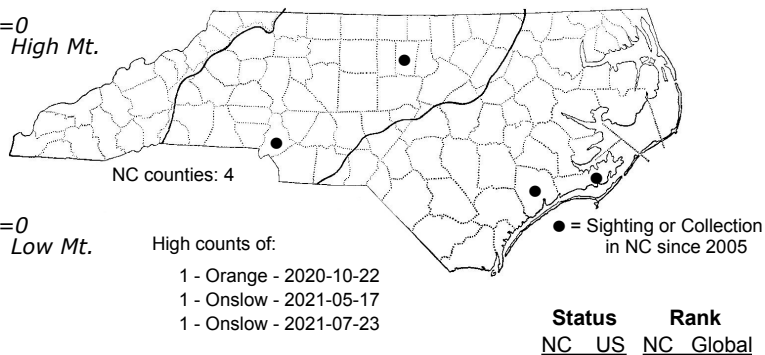 =0
High Mt.
NC counties: 4
=0
Low Mt.
High counts of:
1 - Orange - 2020-10-22
1 - Onslow - 2021-05-17
1 - Onslow - 2021-07-23
● = Sighting or Collection
in NC since 2005
Status Rank
NC US NC Global